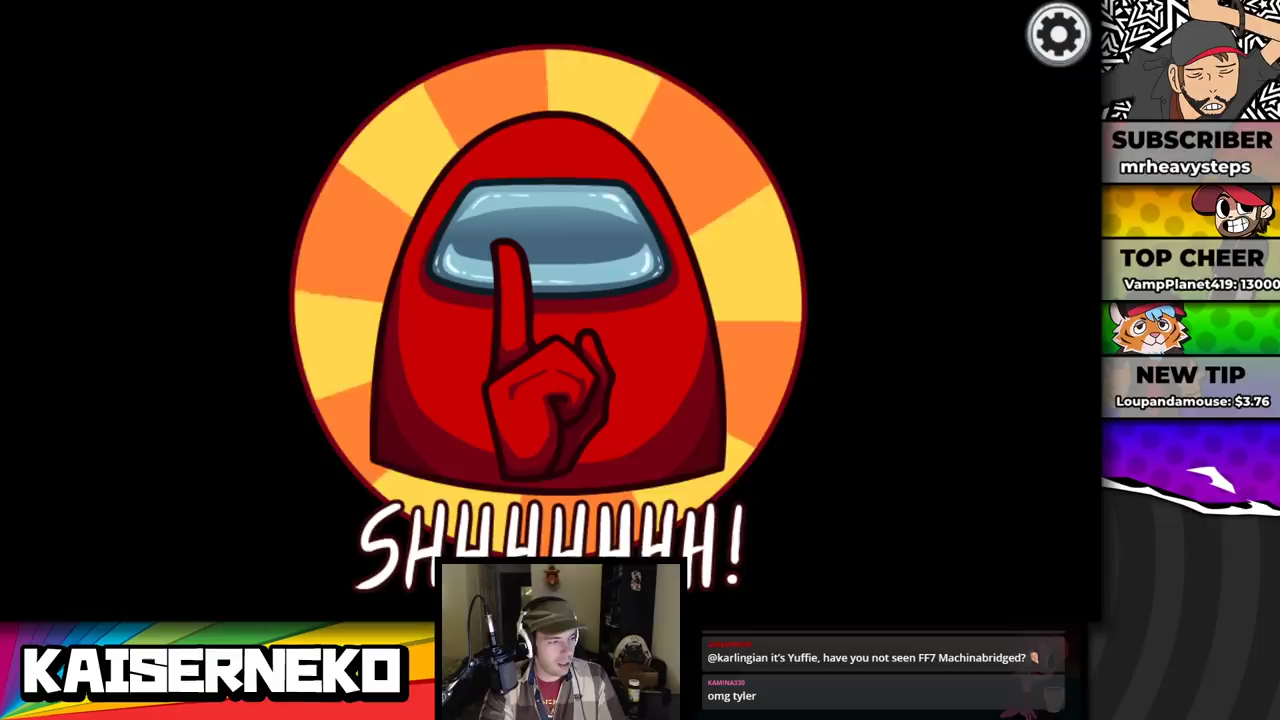 SHHHHHHH!
SUBSCRIBER
mrheavysteps
TOP CHEER
VampPlanet419: 13000
NEW TIP
Loupandamouse: $3.76
KAISERNEKO
@karlingian it's Yuffie, have you not seen FF7 Machinabridged?
KAMINA330
omg tyler